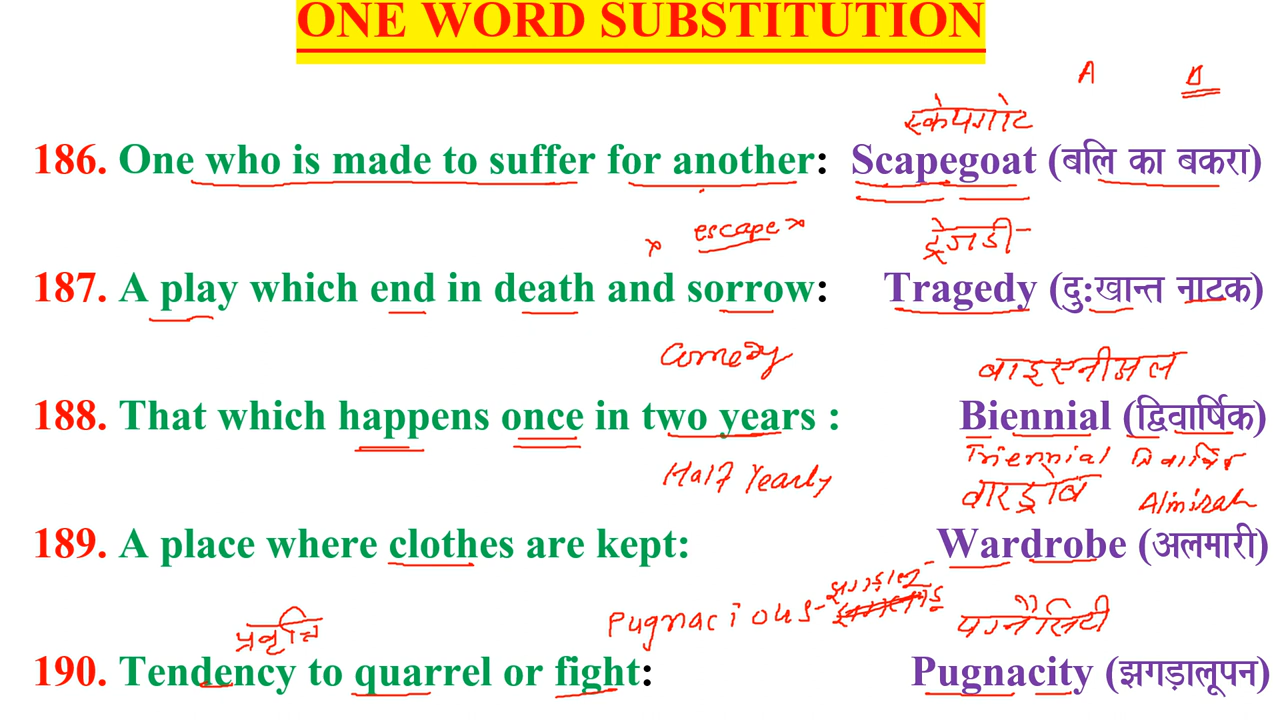 ONE WORD SUBSTITUTION
A B
स्केपगोट
186. One who is made to suffer for another: Scapegoat (बलि का बकरा)
× escape × ट्रेजडी
187. A play which end in death and sorrow: Tragedy (दु:खान्त नाटक)
Comedy बाइएनीअल
188. That which happens once in two years : Biennial (द्विवार्षिक)
Triennial त्रिवार्षिक
Half Yearly वारड्रोब Almirah
189. A place where clothes are kept: Wardrobe (अलमारी)
झगड़ालू
प्रवृत्ति Pugnacious- पग्नैसिटी
190. Tendency to quarrel or fight: Pugnacity (झगड़ालूपन)